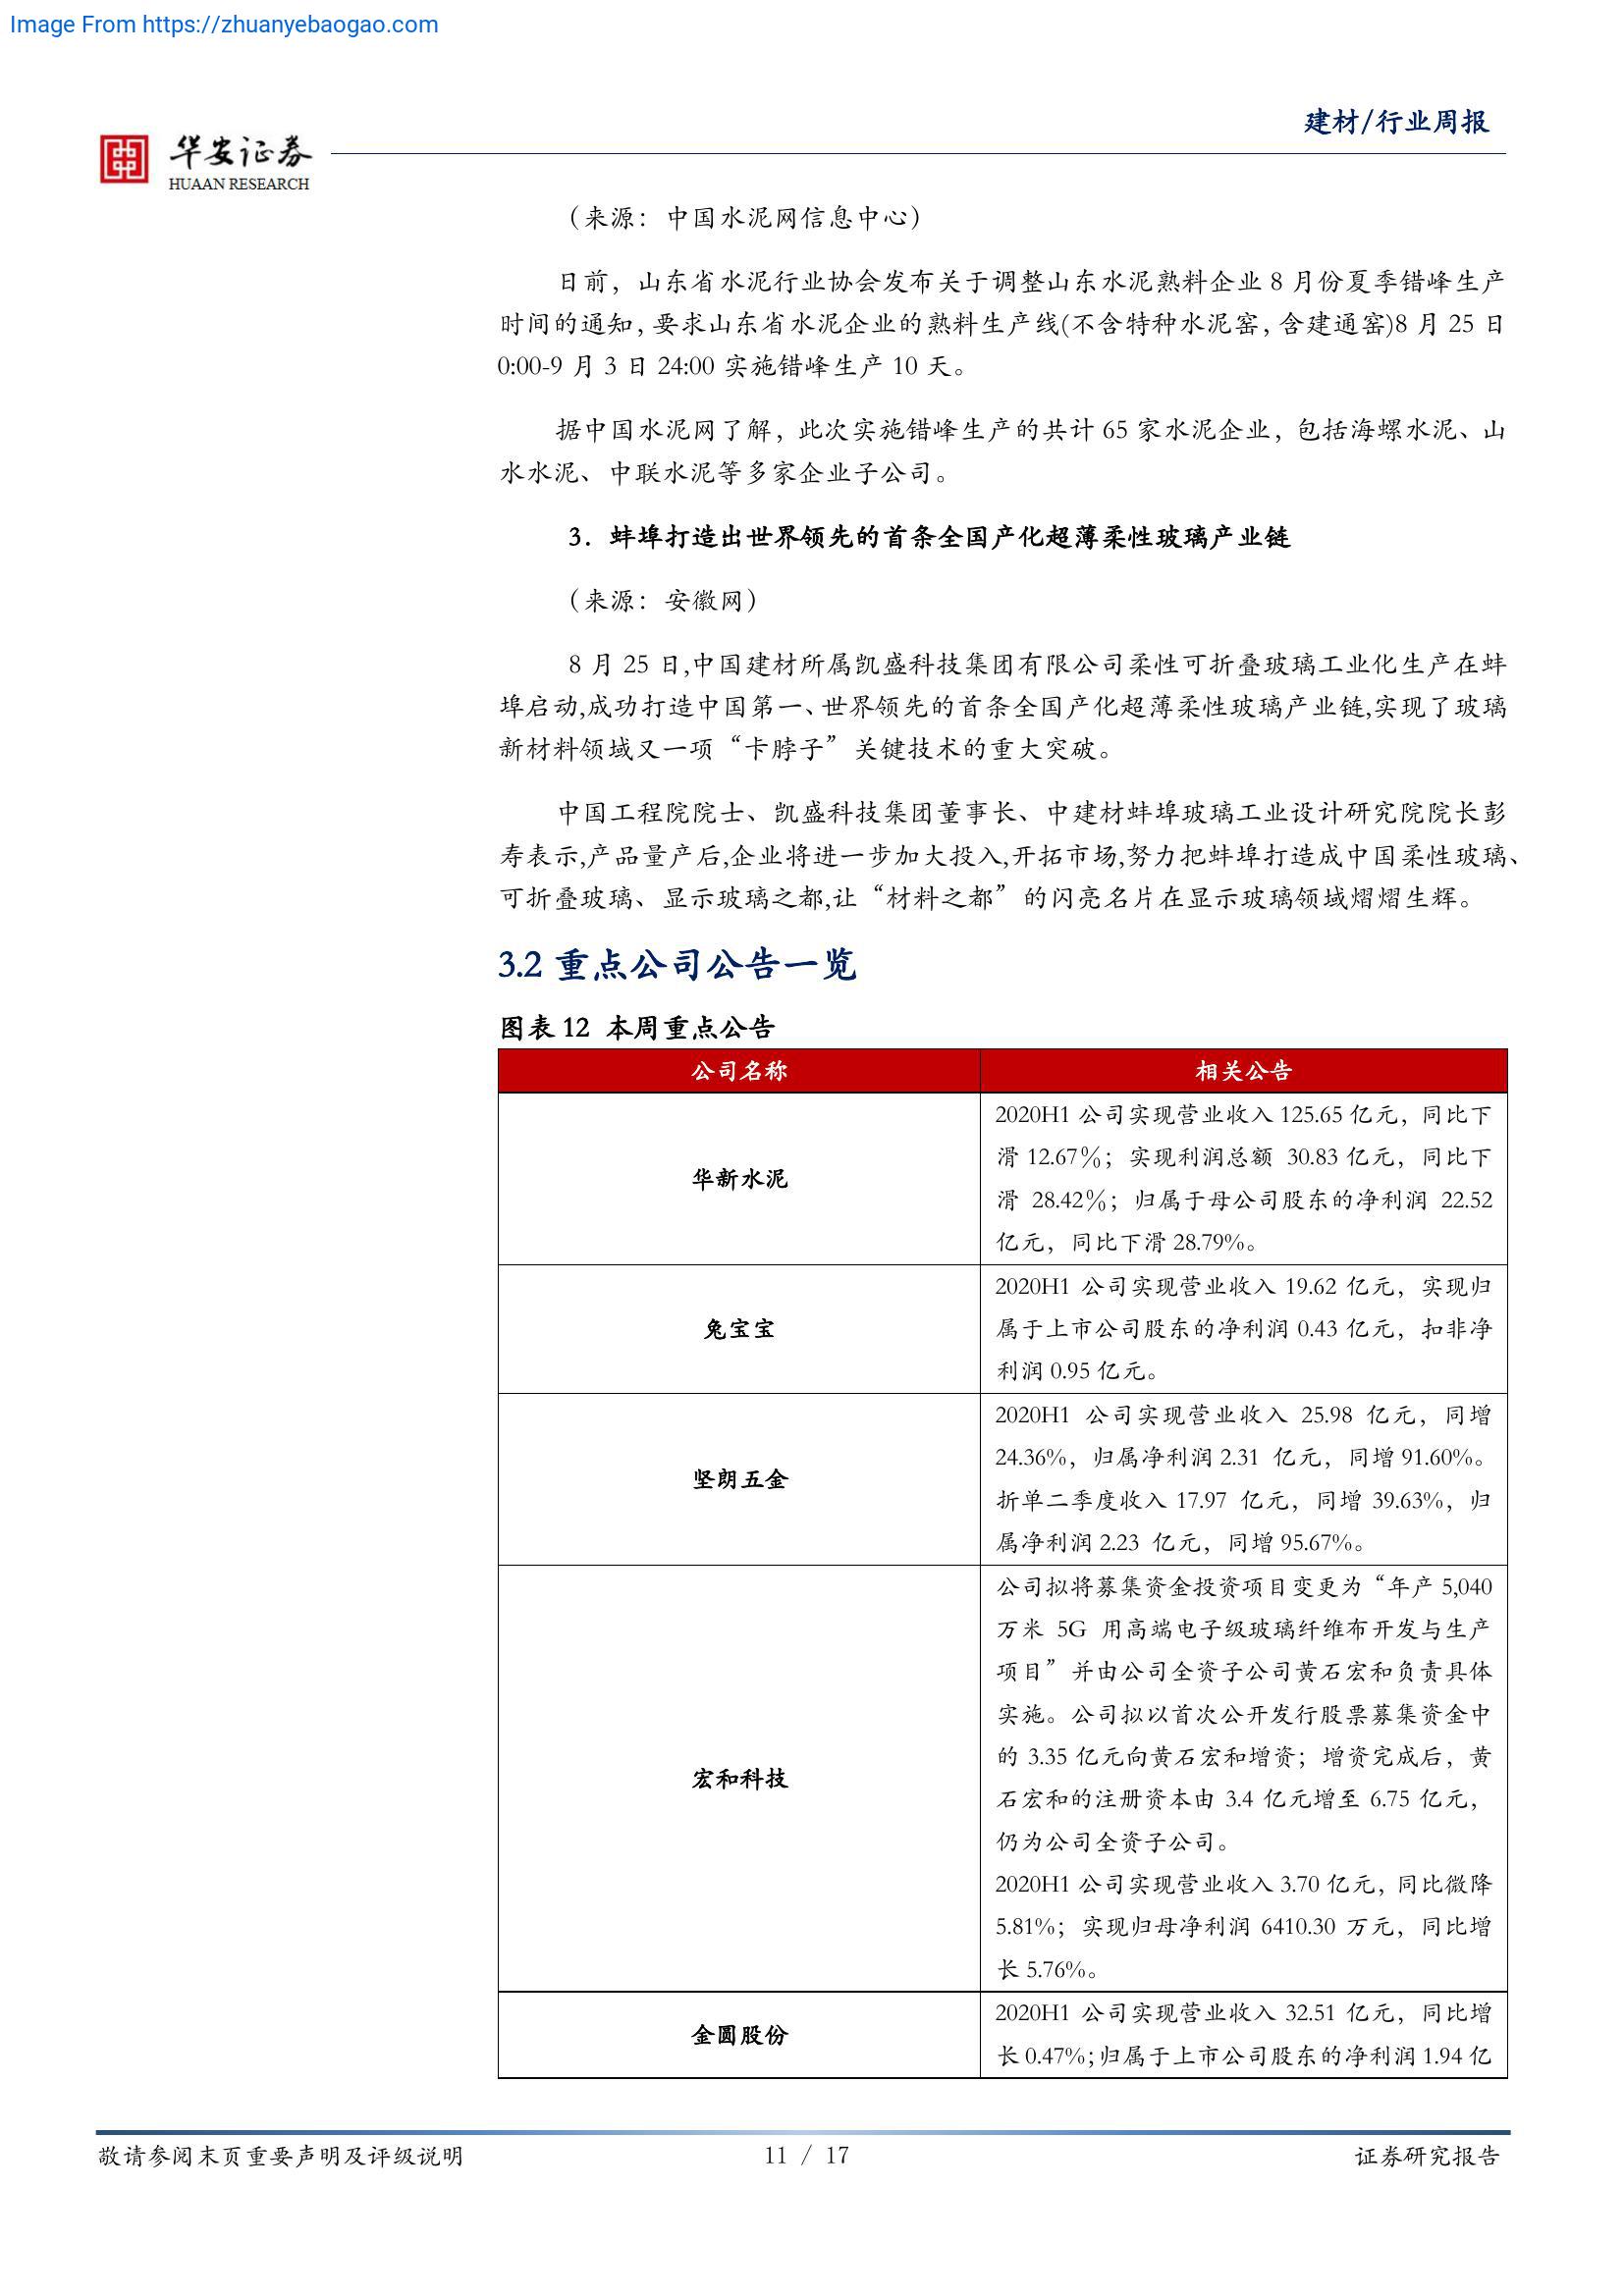 Image From https://zhuanyebaogao.com
建材/行业周报
华安证券
HUAAN RESEARCH
（来源：中国水泥网信息中心）
日前，山东省水泥行业协会发布关于调整山东水泥熟料企业 8 月份夏季错峰生产
时间的通知，要求山东省水泥企业的熟料生产线(不含特种水泥窑，含建通窑)8 月 25 日
0:00-9 月 3 日 24:00 实施错峰生产 10 天。
据中国水泥网了解，此次实施错峰生产的共计 65 家水泥企业，包括海螺水泥、山
水水泥、中联水泥等多家企业子公司。
3．蚌埠打造出世界领先的首条全国产化超薄柔性玻璃产业链
（来源：安徽网）
8 月 25 日,中国建材所属凯盛科技集团有限公司柔性可折叠玻璃工业化生产在蚌
埠启动,成功打造中国第一、世界领先的首条全国产化超薄柔性玻璃产业链,实现了玻璃
新材料领域又一项“卡脖子”关键技术的重大突破。
中国工程院院士、凯盛科技集团董事长、中建材蚌埠玻璃工业设计研究院院长彭
寿表示,产品量产后,企业将进一步加大投入,开拓市场,努力把蚌埠打造成中国柔性玻璃、
可折叠玻璃、显示玻璃之都,让“材料之都”的闪亮名片在显示玻璃领域熠熠生辉。
3.2 重点公司公告一览
图表 12 本周重点公告
公司名称
相关公告
华新水泥
2020H1 公司实现营业收入 125.65 亿元，同比下
滑 12.67%；实现利润总额 30.83 亿元，同比下
滑 28.42%；归属于母公司股东的净利润 22.52
亿元，同比下滑 28.79%。
兔宝宝
2020H1 公司实现营业收入 19.62 亿元，实现归
属于上市公司股东的净利润 0.43 亿元，扣非净
利润 0.95 亿元。
坚朗五金
2020H1 公司实现营业收入 25.98 亿元，同增
24.36%，归属净利润 2.31 亿元，同增 91.60%。
折单二季度收入 17.97 亿元，同增 39.63%，归
属净利润 2.23 亿元，同增 95.67%。
宏和科技
公司拟将募集资金投资项目变更为“年产 5,040
万米 5G 用高端电子级玻璃纤维布开发与生产
项目”并由公司全资子公司黄石宏和负责具体
实施。公司拟以首次公开发行股票募集资金中
的 3.35 亿元向黄石宏和增资；增资完成后，黄
石宏和的注册资本由 3.4 亿元增至 6.75 亿元，
仍为公司全资子公司。
2020H1 公司实现营业收入 3.70 亿元，同比微降
5.81%；实现归母净利润 6410.30 万元，同比增
长 5.76%。
金圆股份
2020H1 公司实现营业收入 32.51 亿元，同比增
长 0.47%；归属于上市公司股东的净利润 1.94 亿
敬请参阅末页重要声明及评级说明
11 / 17
证券研究报告